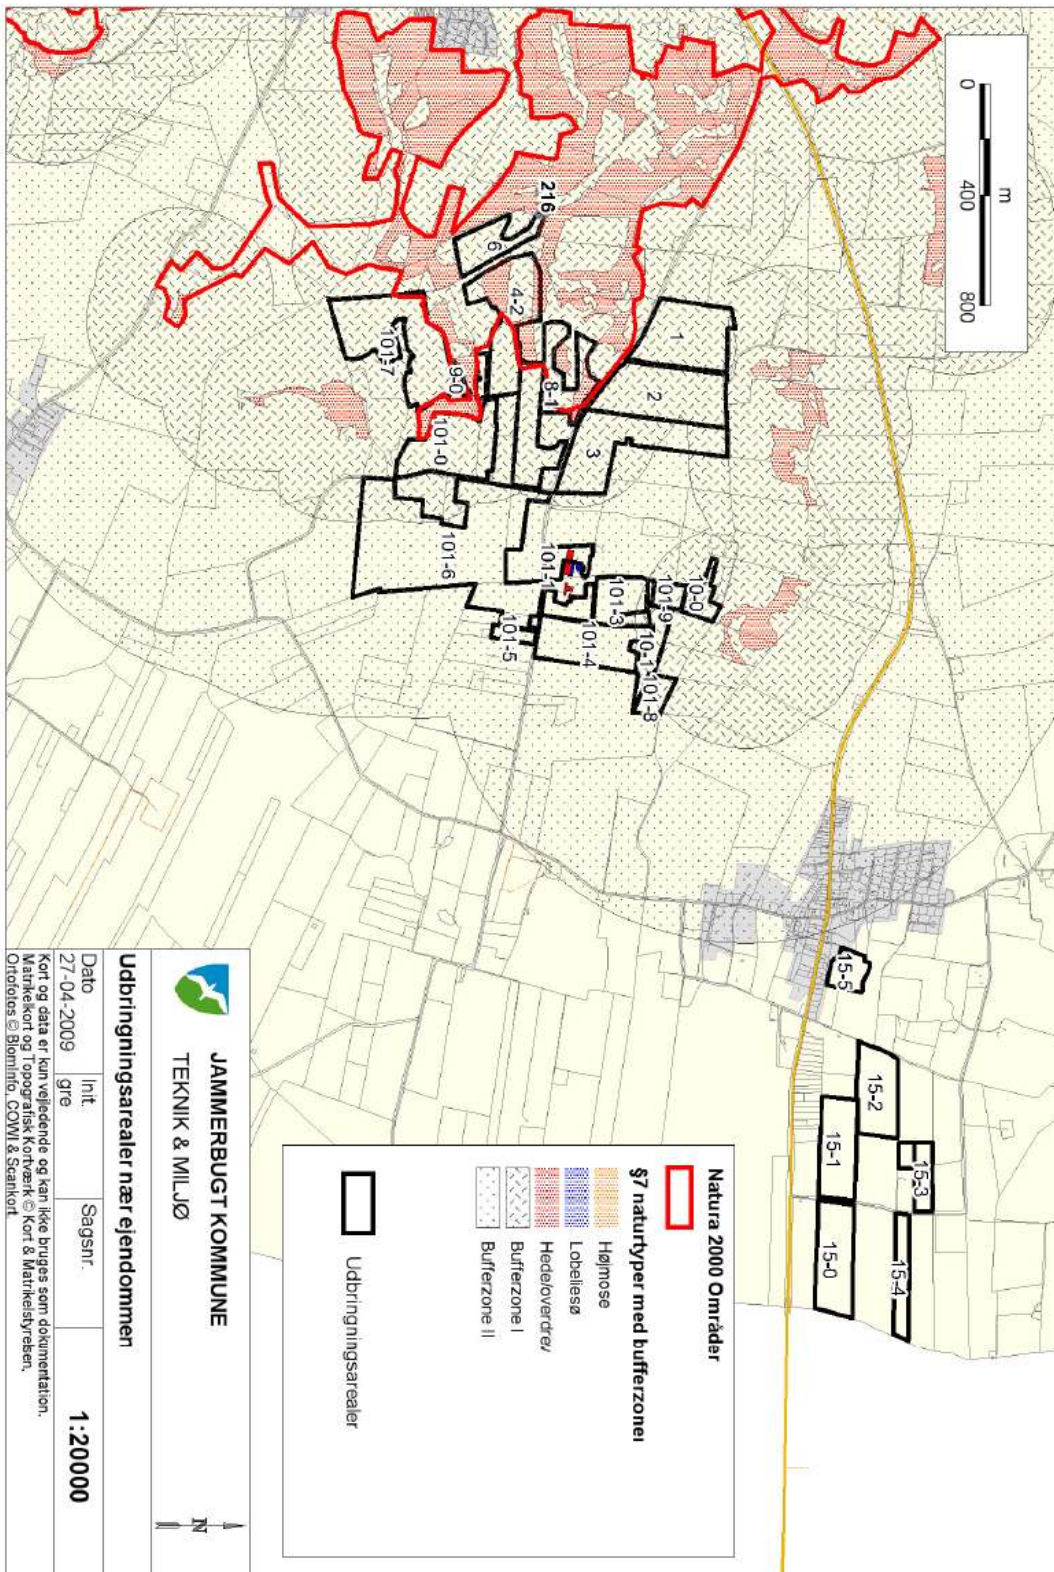 0 400 800
m
216
6
4-2
1
2
3
8-1
9-0
101-7
101-0
101-6
101-1
101-3
101-9
10-0
10-1
101-4
101-8
101-5
15-5
15-2
15-1
15-3
15-0
15-4
Natura 2000 Områder
§7 naturtyper med bufferzoner
Højmose
Lobeliesø
Hede/overdrev
Bufferzone I
Bufferzone II
Udbringningsarealer
JAMMERBUGT KOMMUNE
TEKNIK & MILJØ
N
Udbringningsarealer nær ejendommen
Dato Init. Sagsnr.
27-04-2009 gre 1:20000
Kort og data er kun vejledende og kan ikke bruges som dokumentation.
Matrikelkort og Topografisk Kortværk © Kort & Matrikelstyrelsen,
Ortofotos © BlomInfo, COWI & Scankort.